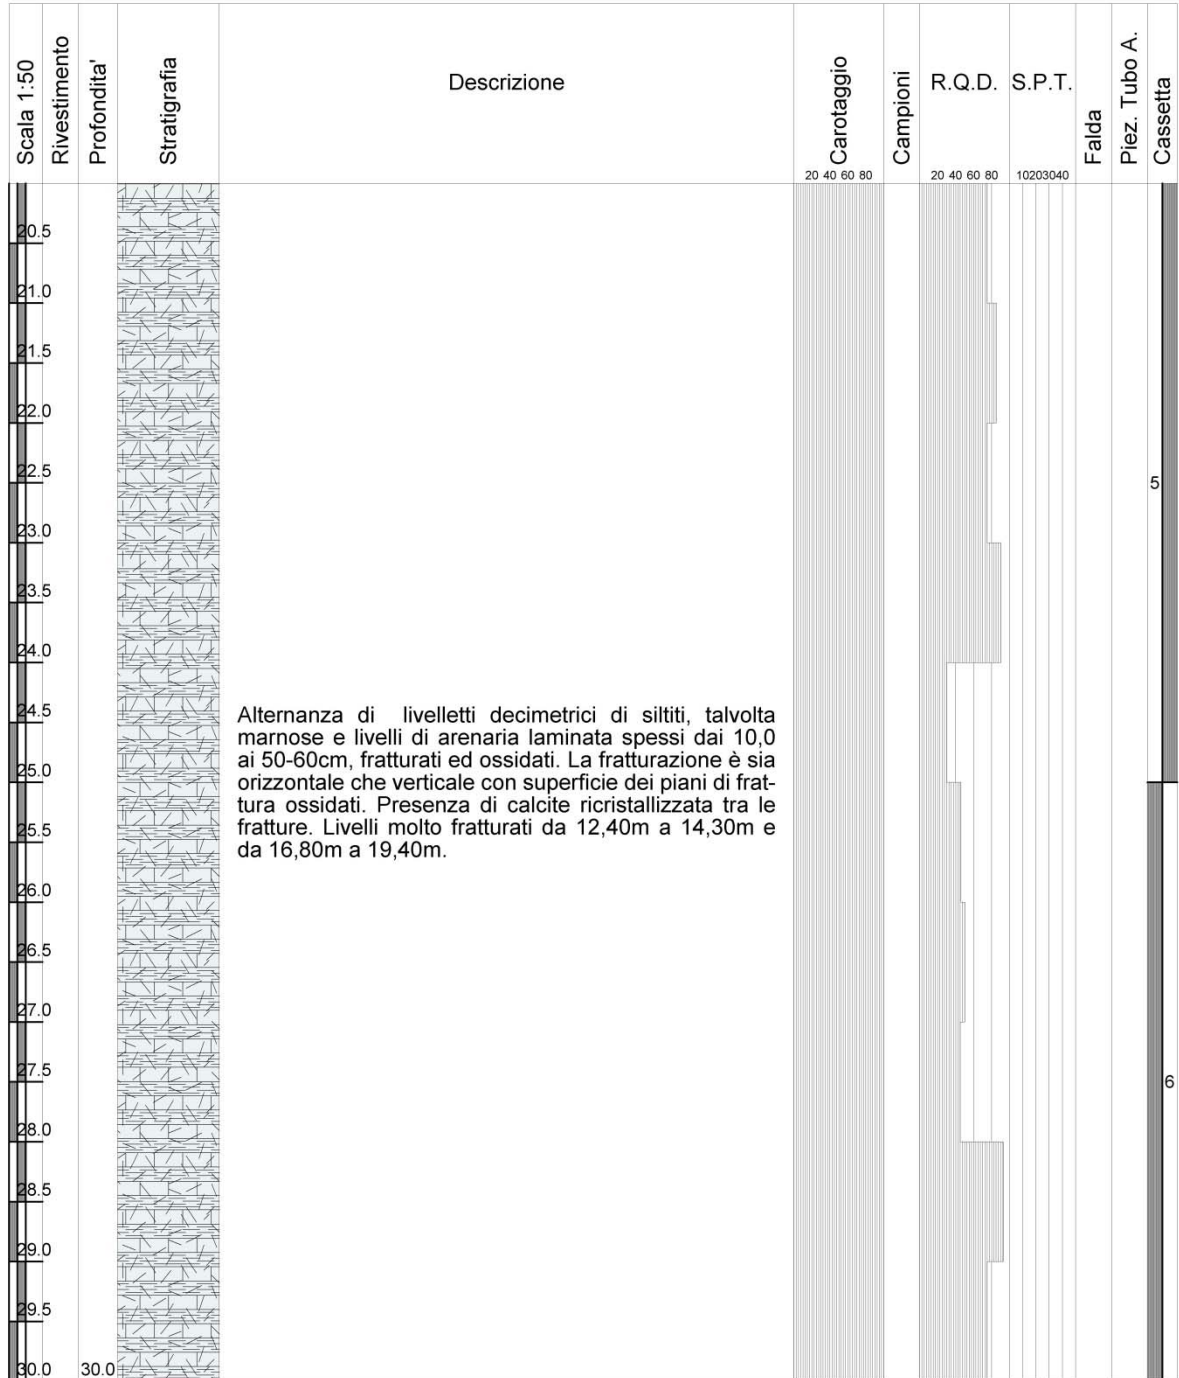 Scala 1:50
Rivestimento
Profondita'
Stratigrafia
Descrizione
Carotaggio
Campioni
R.Q.D.
S.P.T.
Falda
Piez. Tubo A.
Cassetta
20 40 60 80
20 40 60 80
10203040
20.5
21.0
21.5
22.0
22.5
5
23.0
23.5
24.0
24.5
Alternanza di livelletti decimetrici di siltiti, talvolta
marnose e livelli di arenaria laminata spessi dai 10,0
ai 50-60cm, fratturati ed ossidati. La fratturazione è sia
orizzontale che verticale con superficie dei piani di frat-
tura ossidati. Presenza di calcite ricristallizzata tra le
fratture. Livelli molto fratturati da 12,40m a 14,30m e
da 16,80m a 19,40m.
25.0
25.5
26.0
26.5
27.0
27.5
6
28.0
28.5
29.0
29.5
30.0
30.0